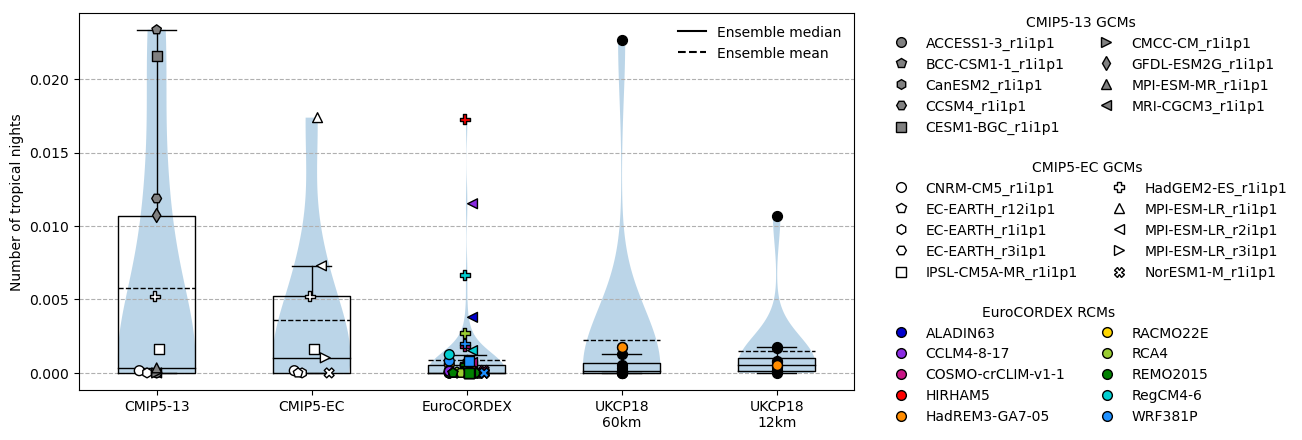 Number of tropical nights
0.020
0.015
0.010
0.005
0.000
CMIP5-13
CMIP5-EC
EuroCORDEX
UKCP18
60km
UKCP18
12km
Ensemble median
Ensemble mean
CMIP5-13 GCMs
ACCESS1-3_r1i1p1
BCC-CSM1-1_r1i1p1
CanESM2_r1i1p1
CCSM4_r1i1p1
CESM1-BGC_r1i1p1
CMCC-CM_r1i1p1
GFDL-ESM2G_r1i1p1
MPI-ESM-MR_r1i1p1
MRI-CGCM3_r1i1p1
CMIP5-EC GCMs
CNRM-CM5_r1i1p1
EC-EARTH_r12i1p1
EC-EARTH_r1i1p1
EC-EARTH_r3i1p1
IPSL-CM5A-MR_r1i1p1
HadGEM2-ES_r1i1p1
MPI-ESM-LR_r1i1p1
MPI-ESM-LR_r2i1p1
MPI-ESM-LR_r3i1p1
NorESM1-M_r1i1p1
EuroCORDEX RCMs
ALADIN63
CCLM4-8-17
COSMO-crCLIM-v1-1
HIRHAM5
HadREM3-GA7-05
RACMO22E
RCA4
REMO2015
RegCM4-6
WRF381P